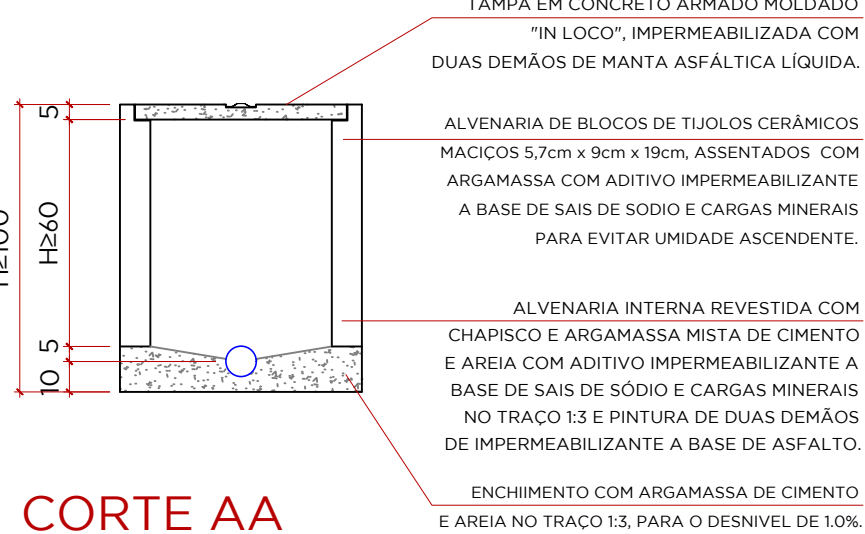 TAMPA EM CONCRETO ARMADO MOLDADO
"IN LOCO", IMPERMEABILIZADA COM
DUAS DEMÃOS DE MANTA ASFÁLTICA LÍQUIDA.
ALVENARIA DE BLOCOS DE TIJOLOS CERÂMICOS
MACIÇOS 5,7cm x 9cm x 19cm, ASSENTADOS COM
ARGAMASSA COM ADITIVO IMPERMEABILIZANTE
A BASE DE SAIS DE SODIO E CARGAS MINERAIS
PARA EVITAR UMIDADE ASCENDENTE.
ALVENARIA INTERNA REVESTIDA COM
CHAPISCO E ARGAMASSA MISTA DE CIMENTO
E AREIA COM ADITIVO IMPERMEABILIZANTE A
BASE DE SAIS DE SÓDIO E CARGAS MINERAIS
NO TRAÇO 1:3 E PINTURA DE DUAS DEMÃOS
DE IMPERMEABILIZANTE A BASE DE ASFALTO.
ENCHIIMENTO COM ARGAMASSA DE CIMENTO
E AREIA NO TRAÇO 1:3, PARA O DESNIVEL DE 1.0%.
H≥100
5
H≥60
5
10
CORTE AA